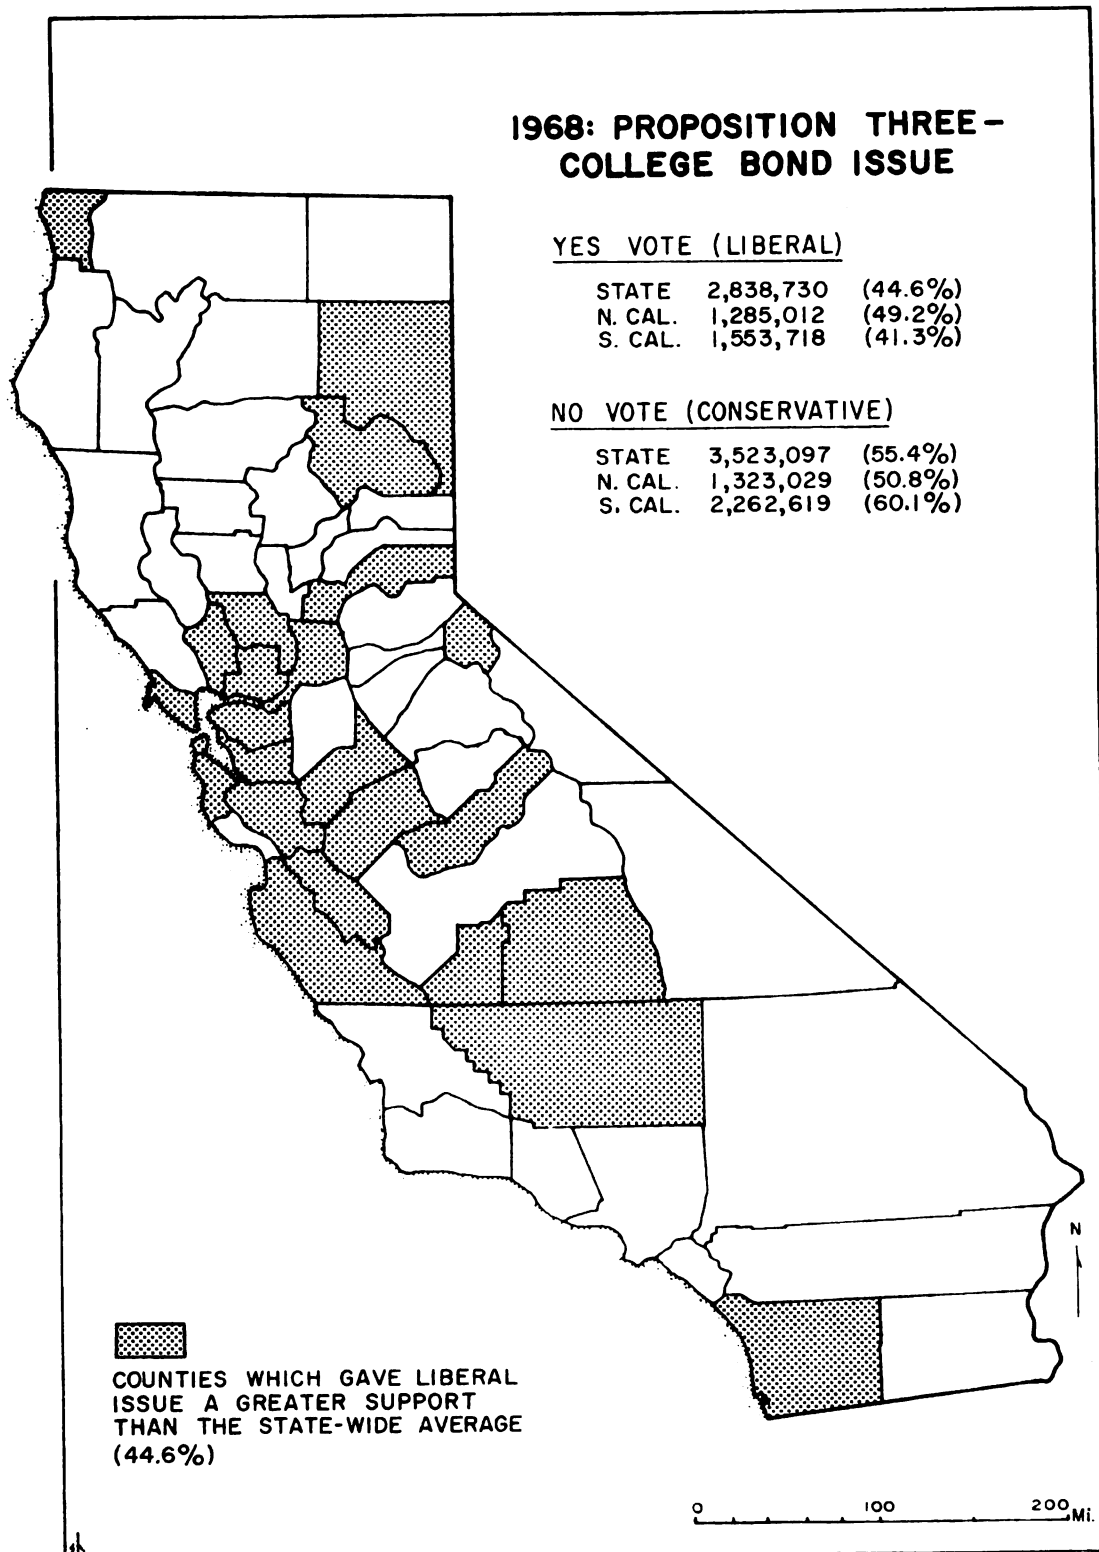 1968: PROPOSITION THREE-
COLLEGE BOND ISSUE
YES VOTE (LIBERAL)
STATE 2,838,730 (44.6%)
N. CAL. 1,285,012 (49.2%)
S. CAL. 1,553,718 (41.3%)
NO VOTE (CONSERVATIVE)
STATE 3,523,097 (55.4%)
N. CAL. 1,323,029 (50.8%)
S. CAL. 2,262,619 (60.1%)
N
COUNTIES WHICH GAVE LIBERAL
ISSUE A GREATER SUPPORT
THAN THE STATE-WIDE AVERAGE
(44.6%)
0 100 200 Mi.